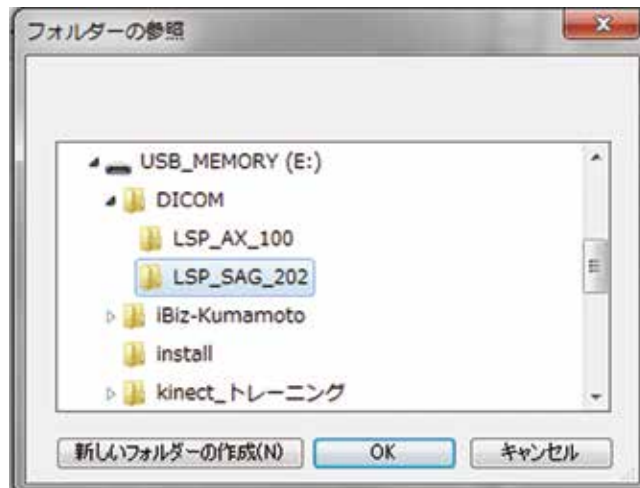 フォルダーの参照
USB_MEMORY (E:)
DICOM
LSP_AX_100
LSP_SAG_202
iBiz-Kumamoto
install
kinect_トレーニング
新しいフォルダーの作成(N)
OK
キャンセル